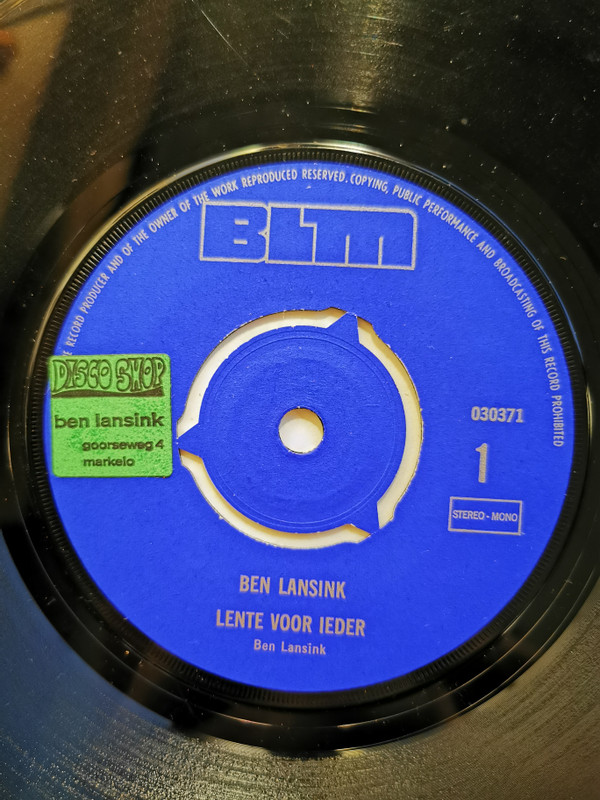 E RECORD PRODUCER AND OF THE OWNER OF THE WORK REPRODUCED RESERVED. COPYING, PUBLIC PERFORMANCE AND BROADCASTING OF THIS RECORD PROHIBITED
BLM
DISCO SHOP
ben lansink
goorseweg 4
markelo
030371
1
STEREO - MONO
BEN LANSINK
LENTE VOOR IEDER
Ben Lansink